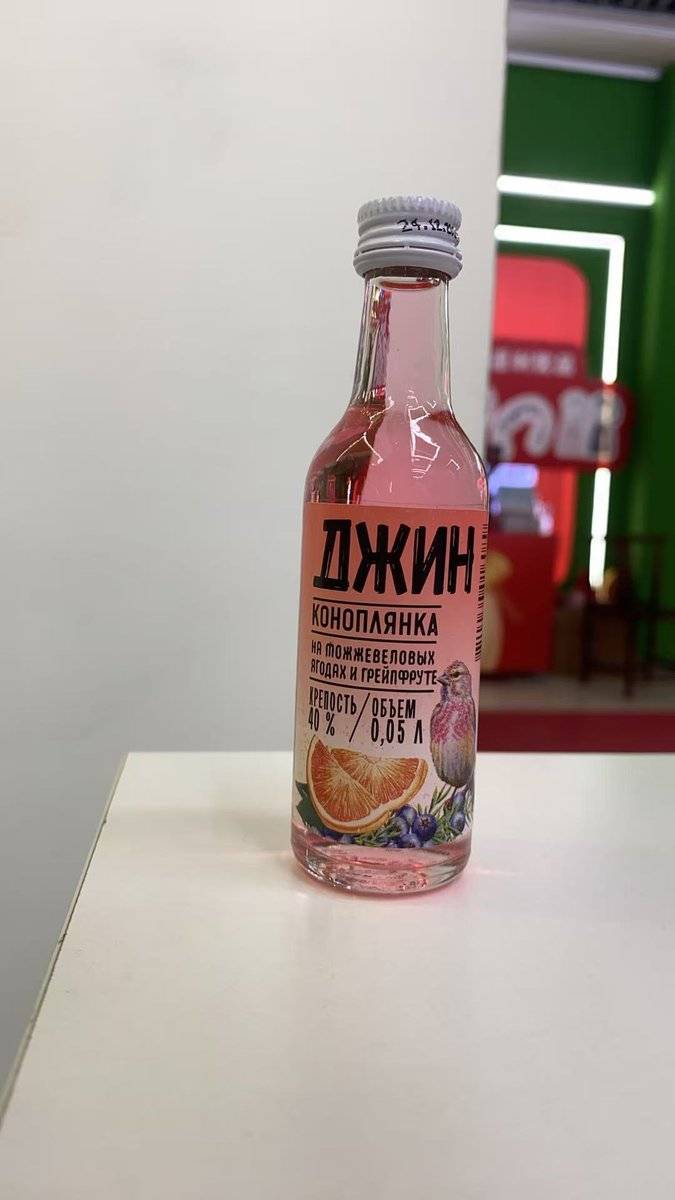 ДЖИН
КОНОПЛЯНКА
НА МОЖЖЕВЕЛОВЫХ
ЯГОДАХ И ГРЕЙПФРУТЕ
КРЕПОСТЬ / ОБЪЕМ
40 % / 0,05 Л